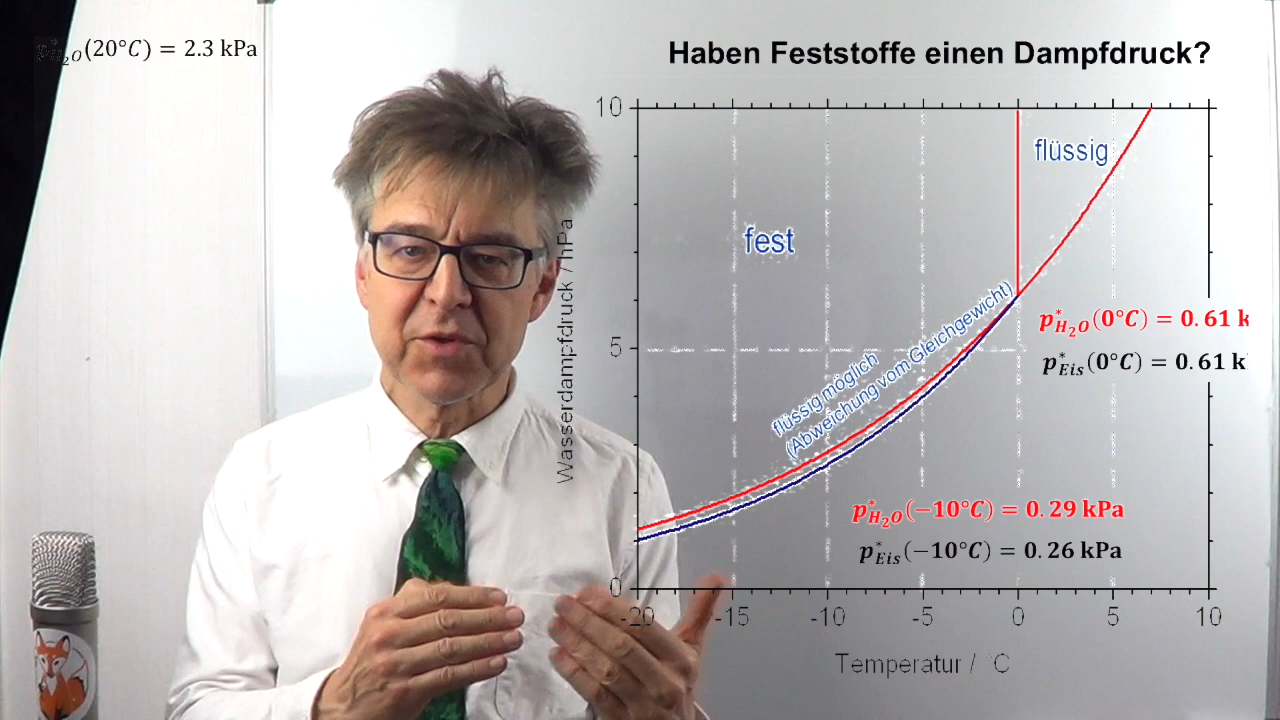 p*H₂O(20°C) = 2.3 kPa
Haben Feststoffe einen Dampfdruck?
10
5
0
Wasserdampfdruck / hPa
fest
flüssig
flüssig möglich
(Abweichung vom Gleichgewicht)
p*H₂O(0°C) = 0.61 k
p*Eis(0°C) = 0.61 k
p*H₂O(−10°C) = 0.29 kPa
p*Eis(−10°C) = 0.26 kPa
-20 -15 -10 -5 0 5 10
Temperatur / °C